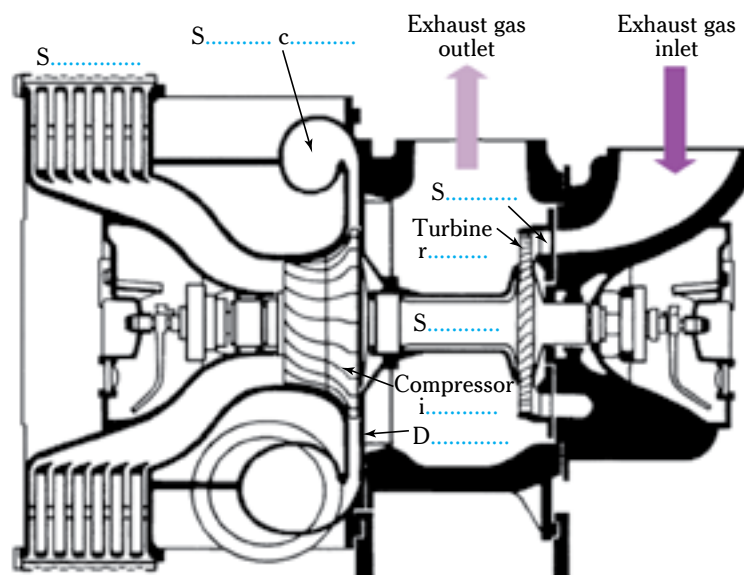 Exhaust gas
outlet
Exhaust gas
inlet
S............... 
S........... c...........
S............
Turbine
r..........
S............
Compressor
i............
D.............